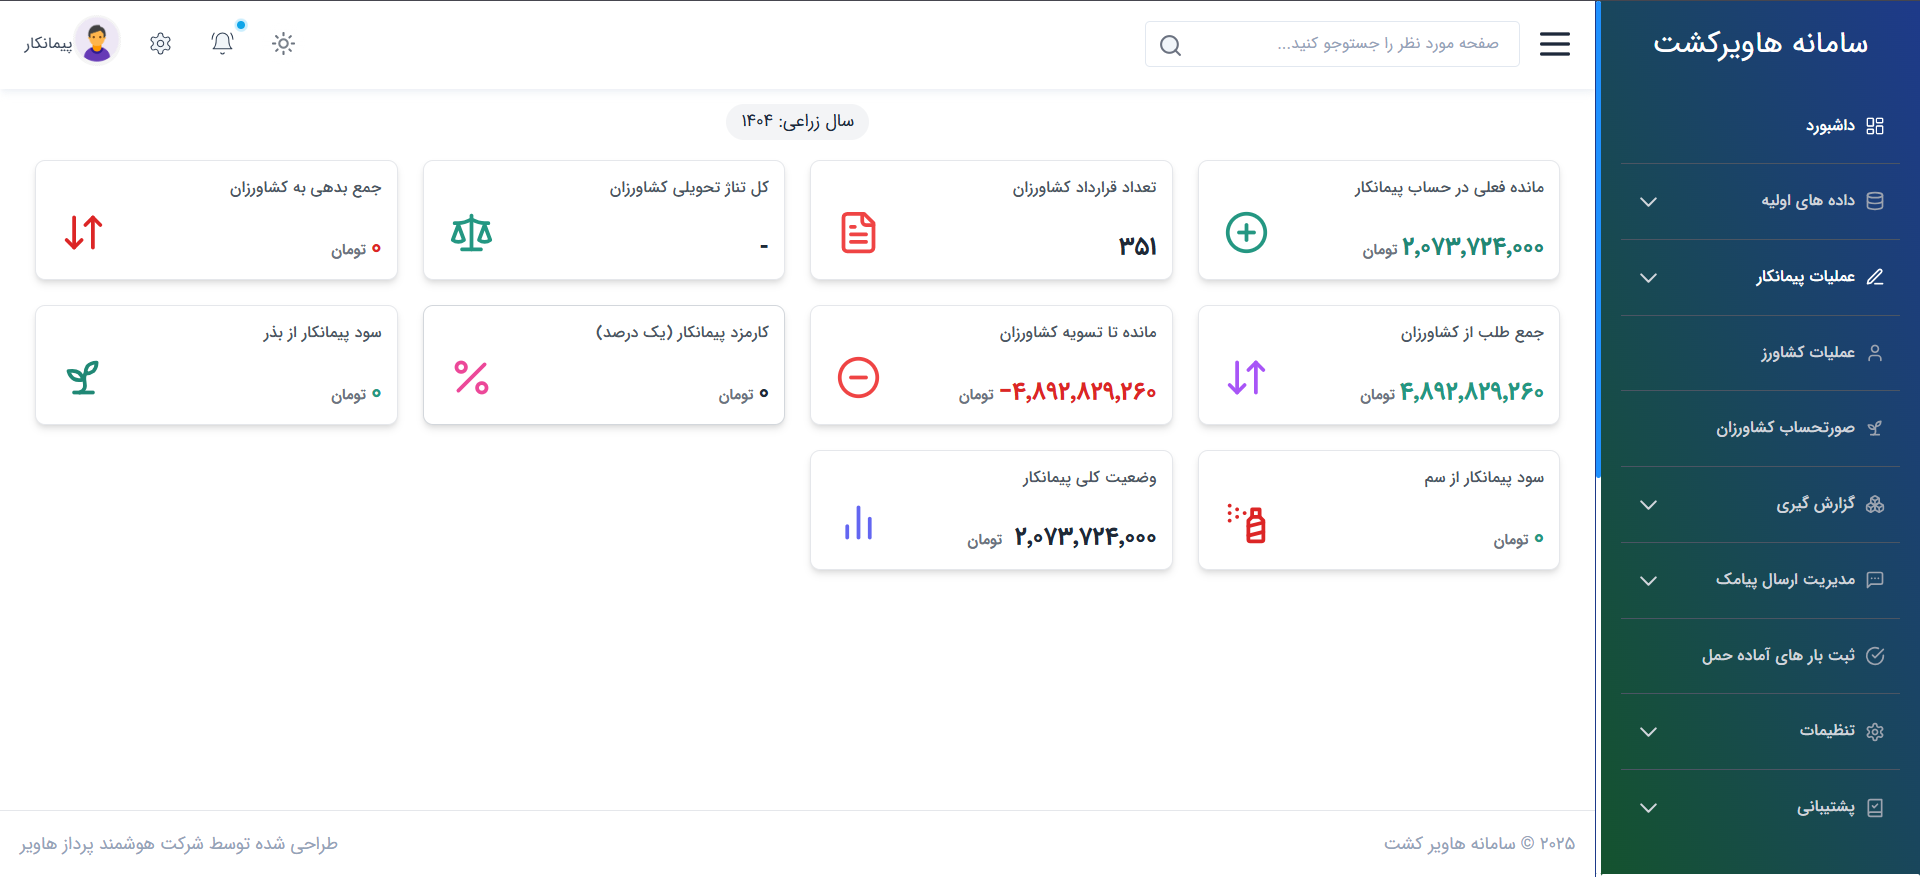 سامانه هاویرکشت
داشبورد
داده های اولیه
عملیات پیمانکار
عملیات کشاورز
صورتحساب کشاورزان
گزارش گیری
مدیریت ارسال پیامک
ثبت بار های آماده حمل
تنظیمات
پشتیبانی
صفحه مورد نظر را جستوجو کنید...
پیمانکار
سال زراعی: ۱۴۰۴
مانده فعلی در حساب پیمانکار
۲,۰۷۳,۷۲۴,۰۰۰ تومان
تعداد قرارداد کشاورزان
۳۵۱
کل تناژ تحویلی کشاورزان
-
جمع بدهی به کشاورزان
۰ تومان
جمع طلب از کشاورزان
۴,۸۹۲,۸۲۹,۲۶۰ تومان
مانده تا تسویه کشاورزان
−۴,۸۹۲,۸۲۹,۲۶۰ تومان
کارمزد پیمانکار (یک درصد)
۰ تومان
سود پیمانکار از بذر
۰ تومان
سود پیمانکار از سم
۰ تومان
وضعیت کلی پیمانکار
۲,۰۷۳,۷۲۴,۰۰۰ تومان
۲۰۲۵ © سامانه هاویر کشت
طراحی شده توسط شرکت هوشمند پرداز هاویر